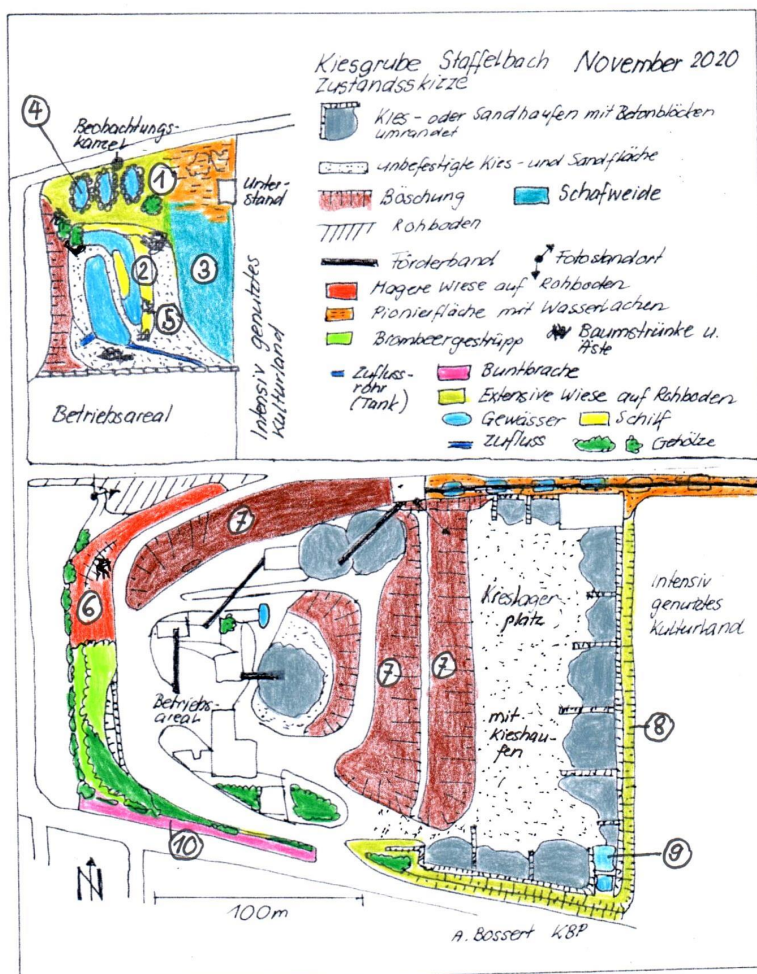 Kiesgrube Staffelbach November 2020
Zustandsskizze
Kies- oder Sandhaufen mit Betonblöcken
umrandet
unbefestigte Kies- und Sandfläche
Böschung
Schafweide
Rohboden
Förderband
Fotostandort
Magere Wiese auf Rohboden
Pionierfläche mit Wasserlachen
Brombeergestrüpp
Baumstrünke u.
Äste
Zufluss-
rohr
(Tank)
Buntbrache
Extensive Wiese auf Rohboden
Gewässer
Schilf
Zufluss
Gehölze
4
Beobachtungs-
kanzel
1
Unter-
stand
2
3
5
Intensiv genutztes
Kulturland
Betriebsareal
7
6
Betriebs-
areal
7
7
Kieslager
platz
mit
Kieshau-
fen
Intensiv
genutztes
Kulturland
8
9
10
N
100m
A. Bossert KBP